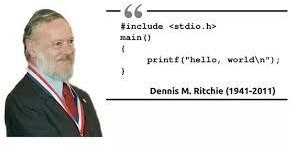 “
#include <stdio.h>
main()
{
printf("hello, world\n");
}
Dennis M. Ritchie (1941-2011)